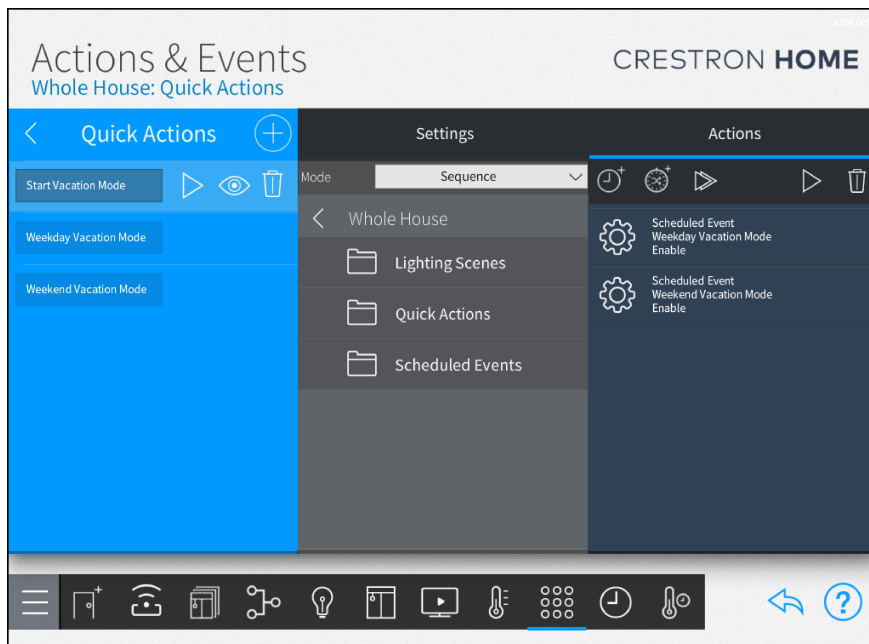 Actions & Events
Whole House: Quick Actions
CRESTRON HOME
Quick Actions
Settings
Actions
Start Vacation Mode
Mode
Sequence
Weekday Vacation Mode
Weekend Vacation Mode
Whole House
Lighting Scenes
Quick Actions
Scheduled Events
Scheduled Event
Weekday Vacation Mode
Enable
Scheduled Event
Weekend Vacation Mode
Enable
?